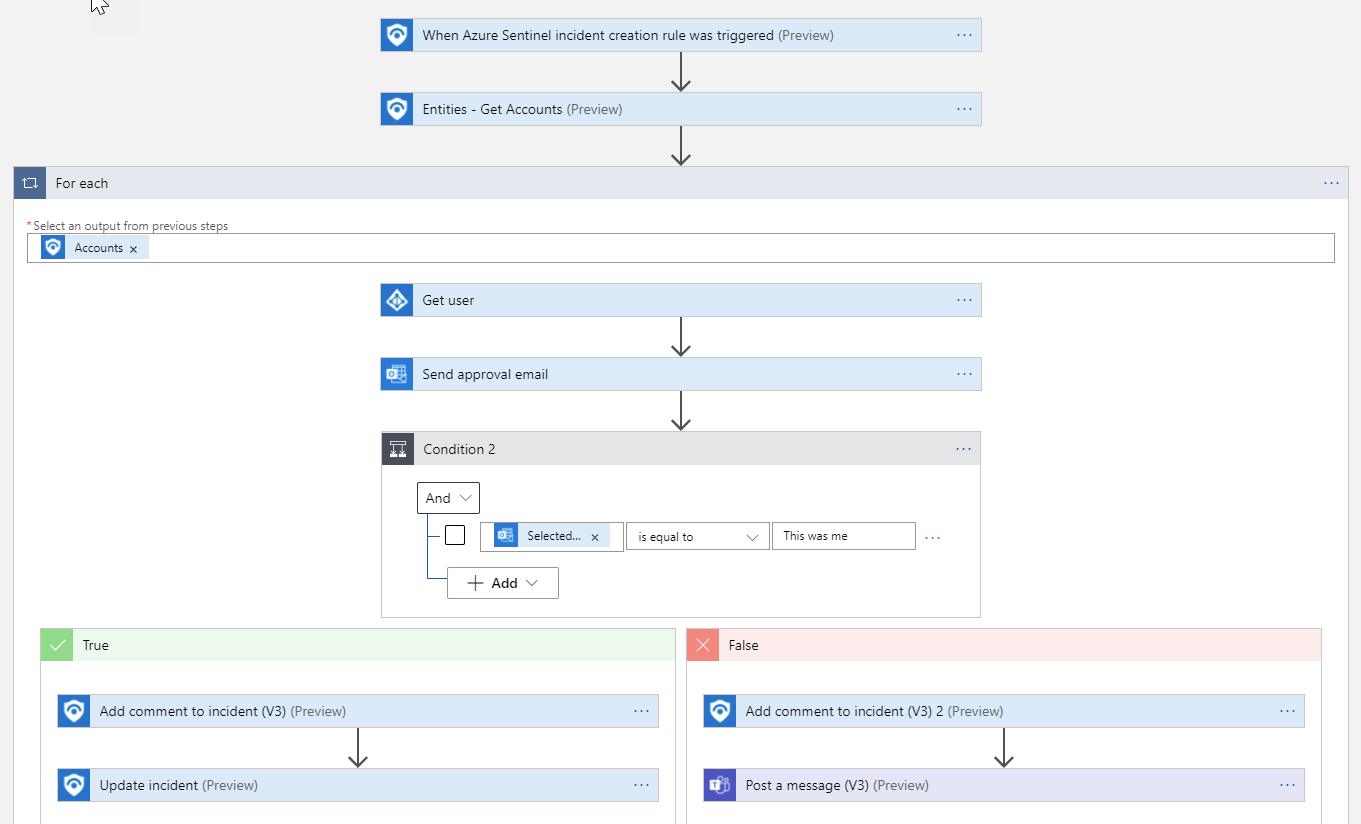 When Azure Sentinel incident creation rule was triggered (Preview)
Entities - Get Accounts (Preview)
For each
*Select an output from previous steps
Accounts ×
Get user
Send approval email
Condition 2
And
Selected... × is equal to This was me
+ Add
True
False
Add comment to incident (V3) (Preview)
Add comment to incident (V3) 2 (Preview)
Update incident (Preview)
Post a message (V3) (Preview)